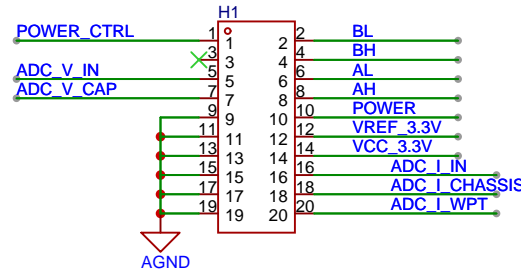 H1
POWER_CTRL 1 1 2 2 BL
3 3 4 4 BH
ADC_V_IN 5 5 6 6 AL
ADC_V_CAP 7 7 8 8 AH
9 9 10 10 POWER
11 11 12 12 VREF_3.3V
13 13 14 14 VCC_3.3V
15 15 16 16 ADC_I_IN
17 17 18 18 ADC_I_CHASSIS
19 19 20 20 ADC_I_WPT
AGND